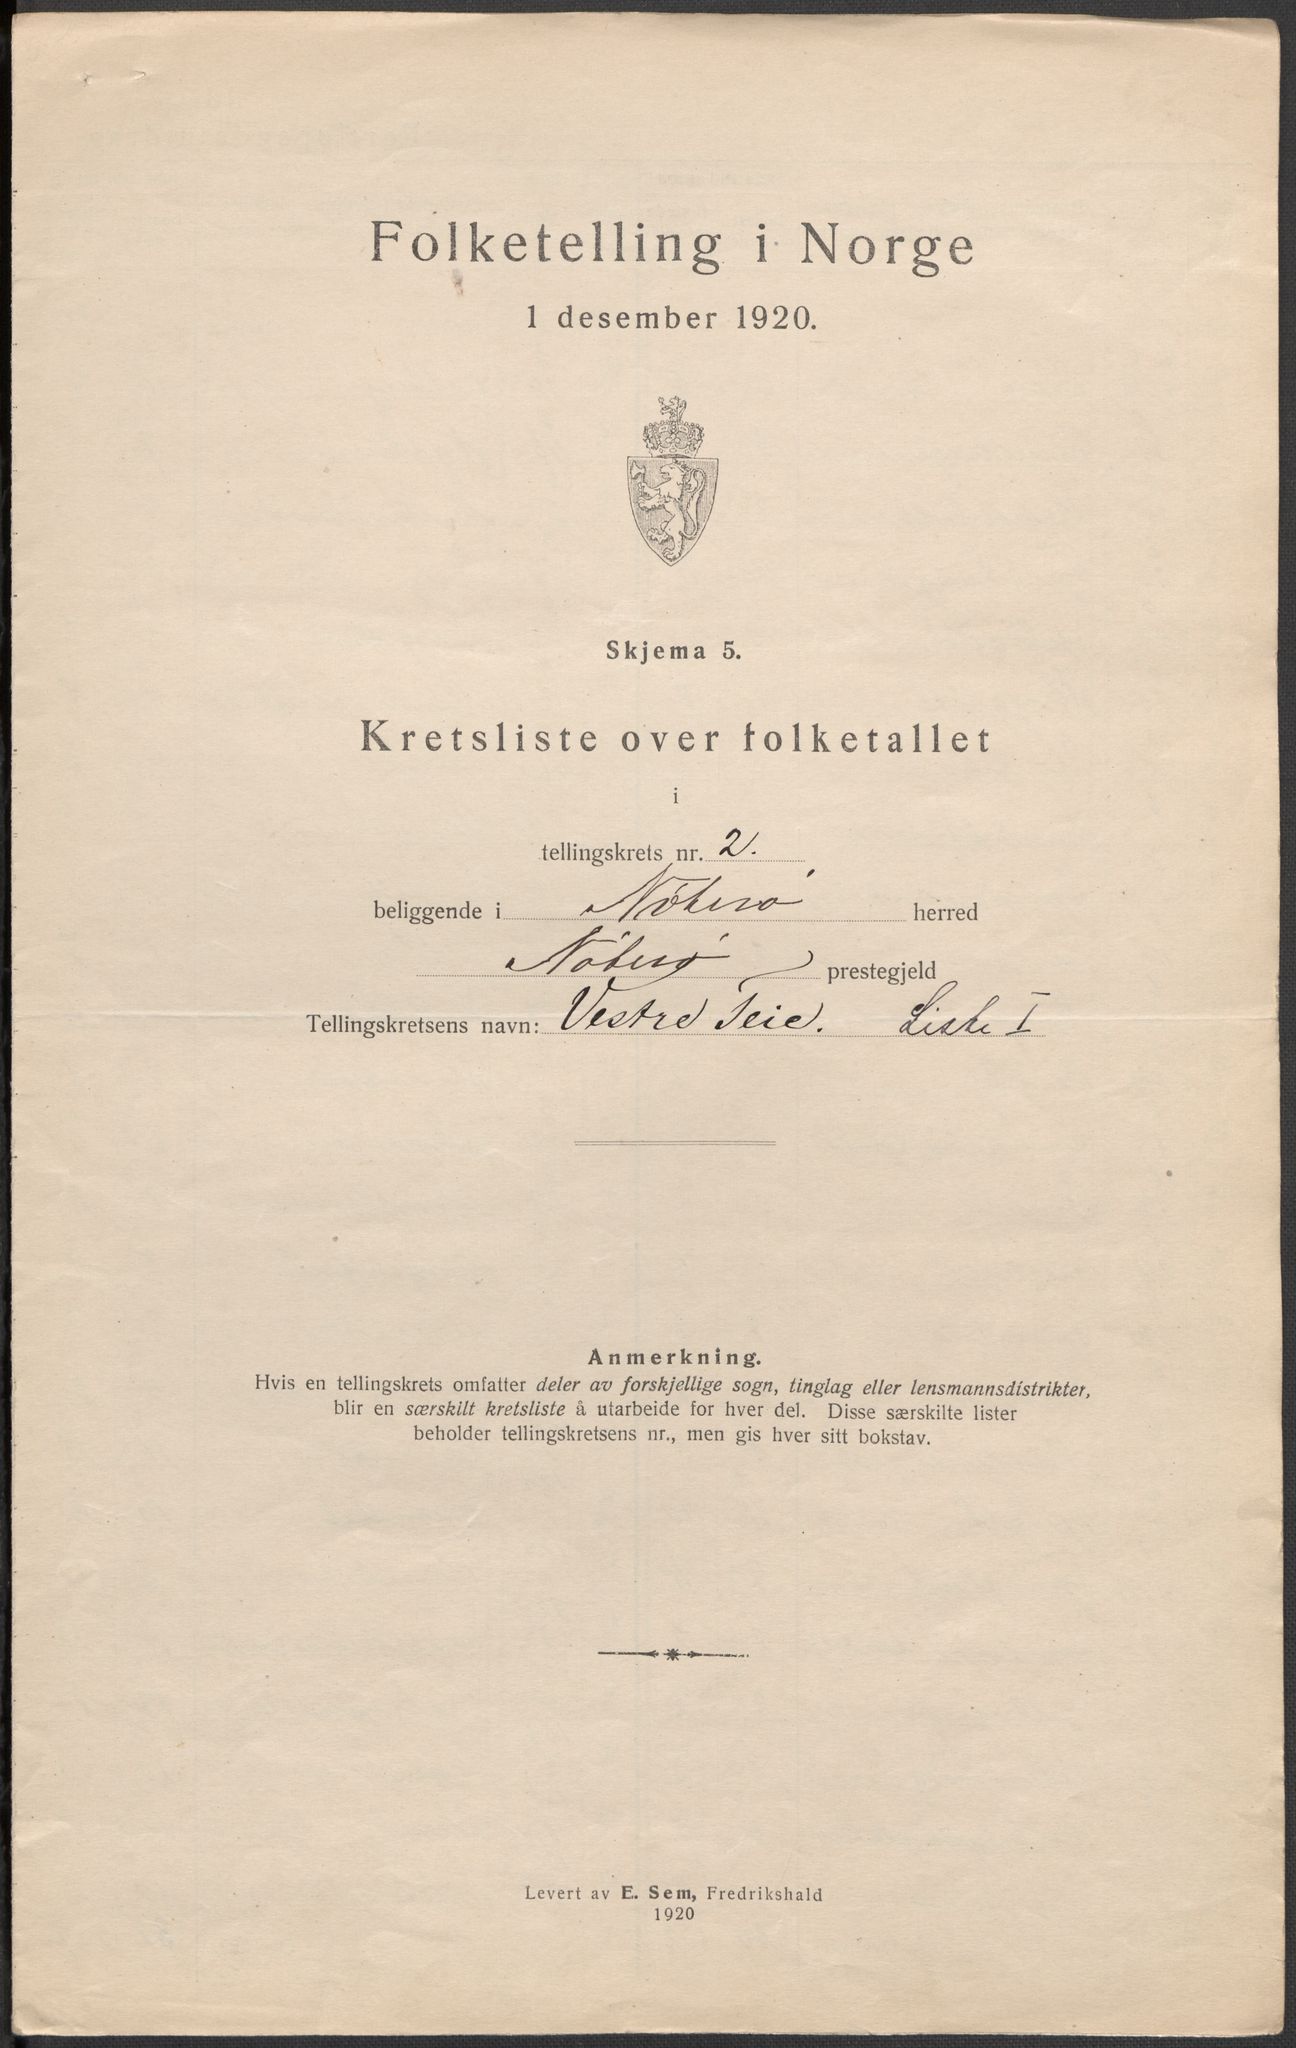 Folketelling i Norge
1 desember 1920.
Skjema 5.
Kretsliste over folketallet
i
tellingskrets nr. 2.
beliggende i Nøterø herred
Nøterø prestegjeld
Tellingskretsens navn: Vestre Teie. Liste I
Anmerkning.
Hvis en tellingskrets omfatter deler av forskjellige sogn, tinglag eller lensmannsdistrikter,
blir en særskilt kretsliste å utarbeide for hver del. Disse særskilte lister
beholder tellingskretsens nr., men gis hver sitt bokstav.
Levert av E. Sem, Fredrikshald
1920